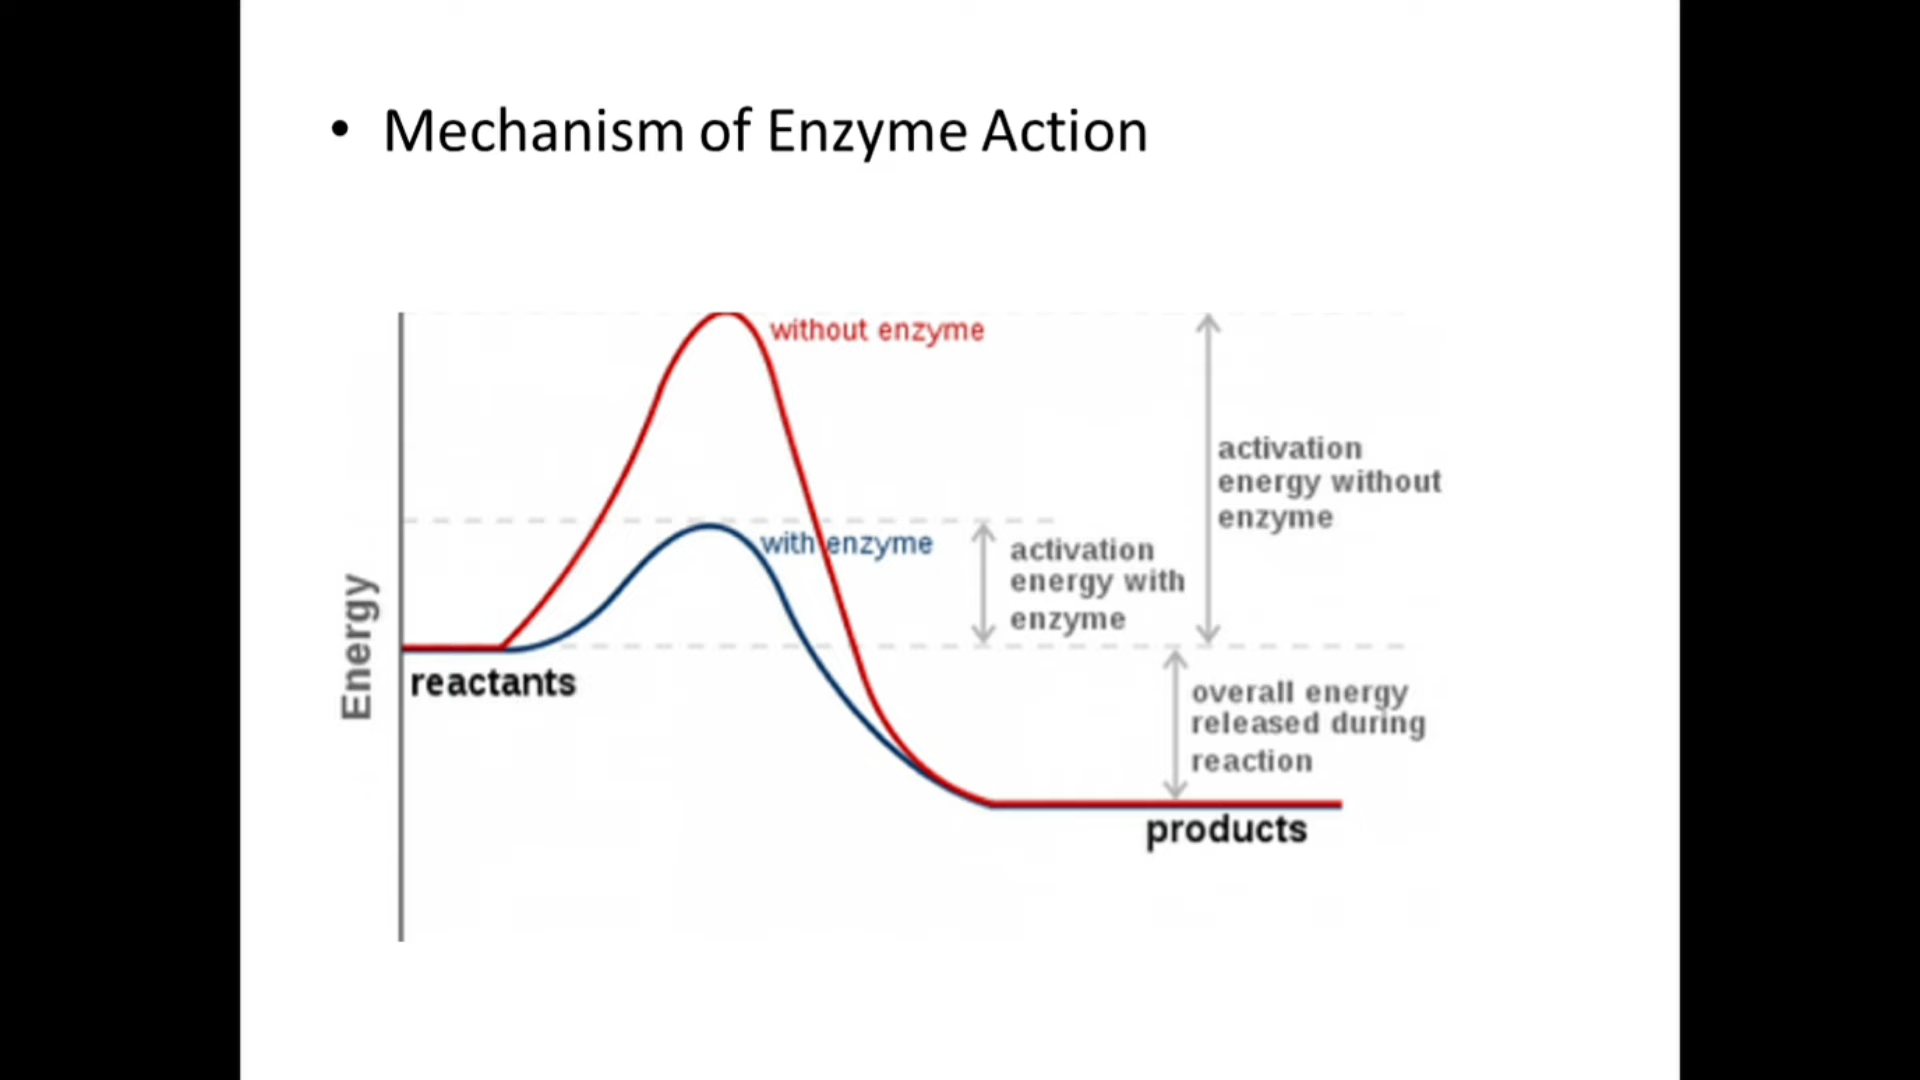 • Mechanism of Enzyme Action
without enzyme
activation
energy without
enzyme
with enzyme
activation
energy with
enzyme
Energy
reactants
overall energy
released during
reaction
products